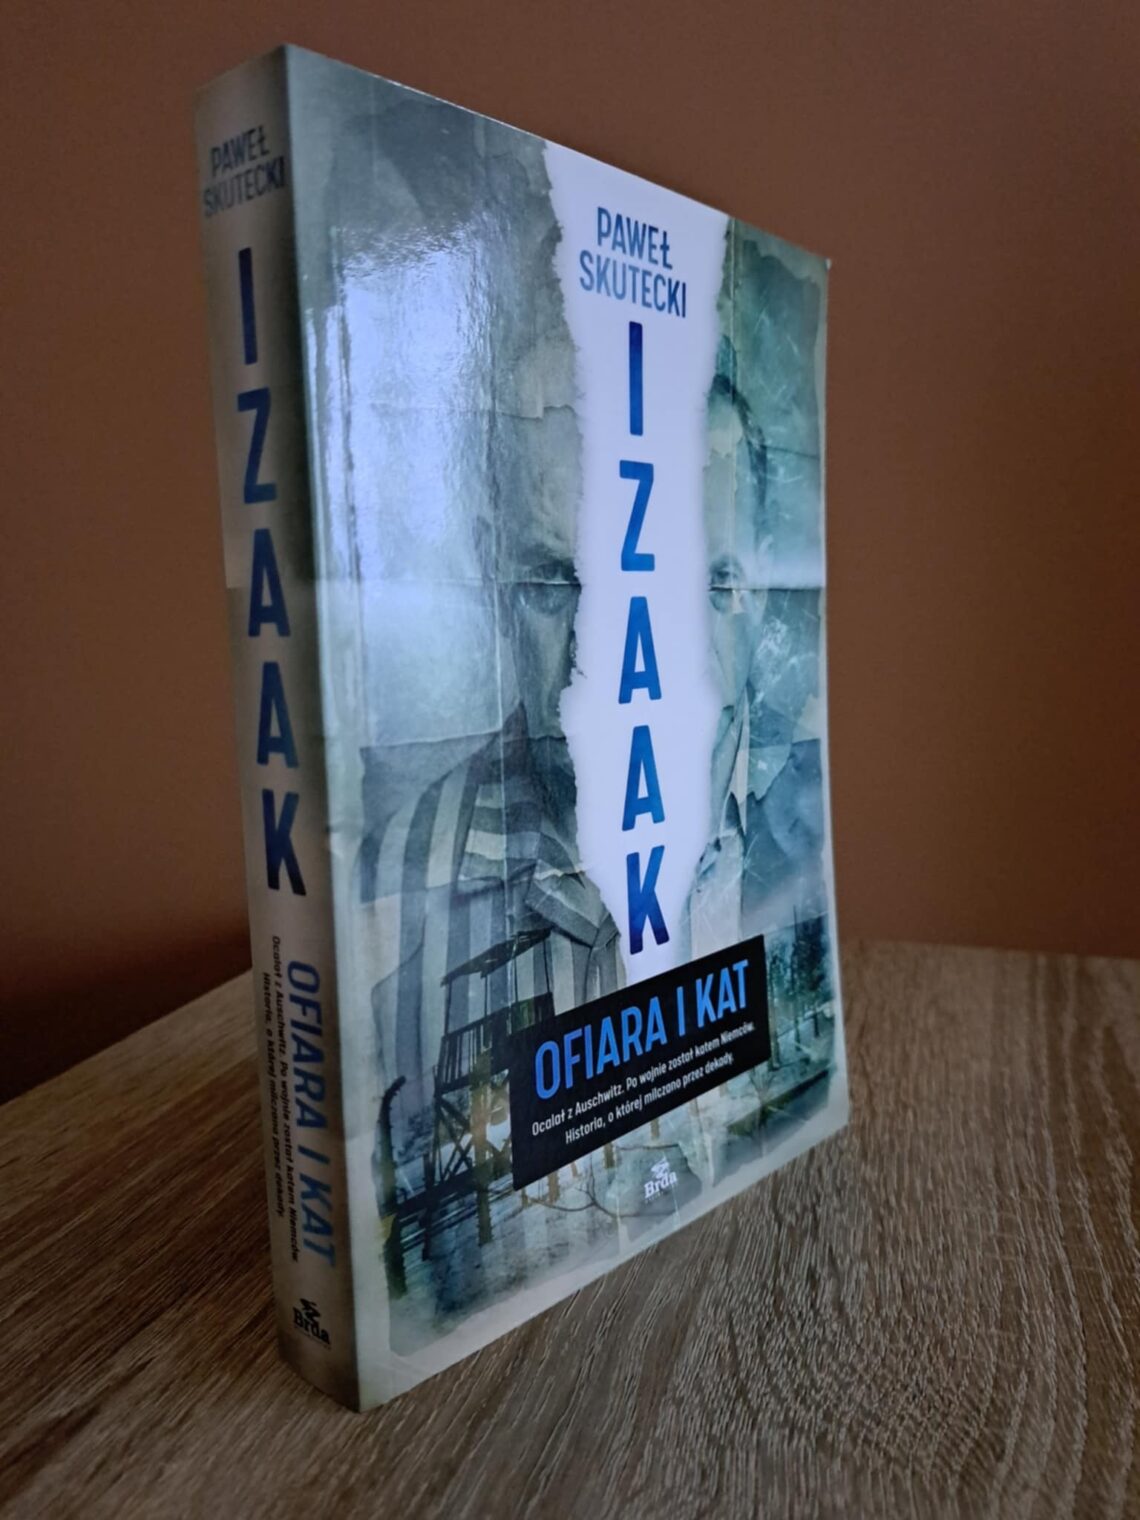 PAWEŁ
SKUTECKI
IZAAK
OFIARA I KAT
Ocalał z Auschwitz. Po wojnie został katem Niemców.
Historia, o której milczano przez dekady.
Brda
PAWEŁ
SKUTECKI
IZAAK
OFIARA I KAT
Ocalał z Auschwitz. Po wojnie został katem Niemców.
Historia, o której milczano przez dekady.
Brda